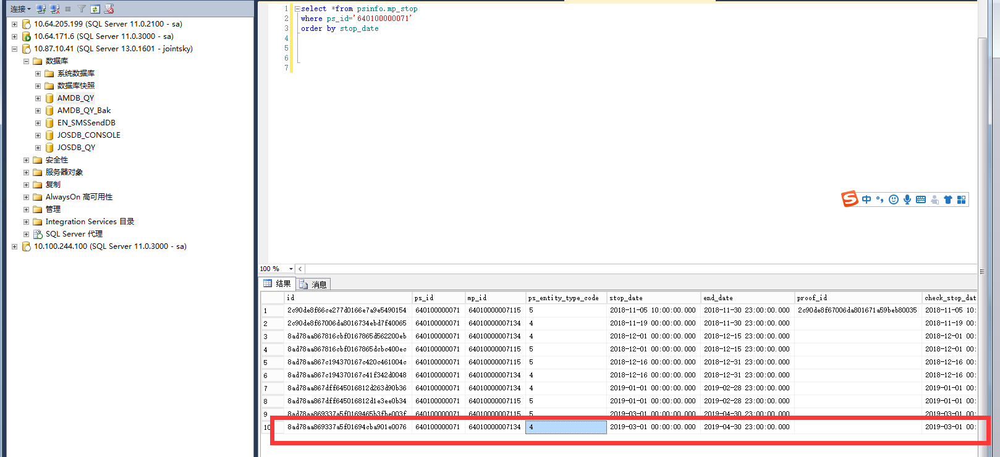 连接
10.64.205.199 (SQL Server 11.0.2100 - sa)
10.64.171.6 (SQL Server 11.0.3000 - sa)
10.87.10.41 (SQL Server 13.0.1601 - jointsky)
数据库
系统数据库
数据库快照
AMDB_QY
AMDB_QY_Bak
EN_SMSSendDB
JOSDB_CONSOLE
JOSDB_QY
安全性
服务器对象
复制
AlwaysOn 高可用性
管理
Integration Services 目录
SQL Server 代理
10.100.244.100 (SQL Server 11.0.3000 - sa)
1 select *from psinfo.mp_stop
2 where ps_id='640100000071'
3 order by stop_date
4
5
6
7
S 中
100 %
结果 消息
id ps_id mp_id ps_entity_type_code stop_date end_date proof_id check_stop_dat
1 2c90de8f66ce277d0166e7a9e5490154 640100000071 64010000007115 5 2018-11-05 10:00:00.000 2018-11-30 23:00:00.000 2c90de8f67006da801671a59beb80035 2018-11-05 10:
2 2c90de8f67006da8016734ebd7f40065 640100000071 64010000007134 4 2018-11-19 00:00:00.000 2018-11-30 23:00:00.000 2018-11-19 00:
3 8ad78aa867816cbf0167865d562200eb 640100000071 64010000007134 4 2018-12-01 00:00:00.000 2018-12-15 23:00:00.000 2018-12-01 00:
4 8ad78aa867816cbf0167865dcbc400ec 640100000071 64010000007115 5 2018-12-01 00:00:00.000 2018-12-15 23:00:00.000 2018-12-01 00:
5 8ad78aa867c194370167c420c461004c 640100000071 64010000007115 5 2018-12-16 00:00:00.000 2018-12-31 23:00:00.000 2018-12-16 00:
6 8ad78aa867c194370167c41f342d0048 640100000071 64010000007134 4 2018-12-16 00:00:00.000 2018-12-31 23:00:00.000 2018-12-16 00:
7 8ad78aa867dff645016812d263d90b36 640100000071 64010000007134 4 2019-01-01 00:00:00.000 2019-02-28 23:00:00.000 2019-01-01 00:
8 8ad78aa867dff645016812d1e3ee0b34 640100000071 64010000007115 5 2019-01-01 00:00:00.000 2019-02-28 23:00:00.000 2019-01-01 00:
9 8ad78aa869337a5f0169465b3fbe003f 640100000071 64010000007115 5 2019-03-01 00:00:00.000 2019-04-30 23:00:00.000 2019-03-01 00:
10 8ad78aa869337a5f01694cba901e0076 640100000071 64010000007134 4 2019-03-01 00:00:00.000 2019-04-30 23:00:00.000 2019-03-01 00: